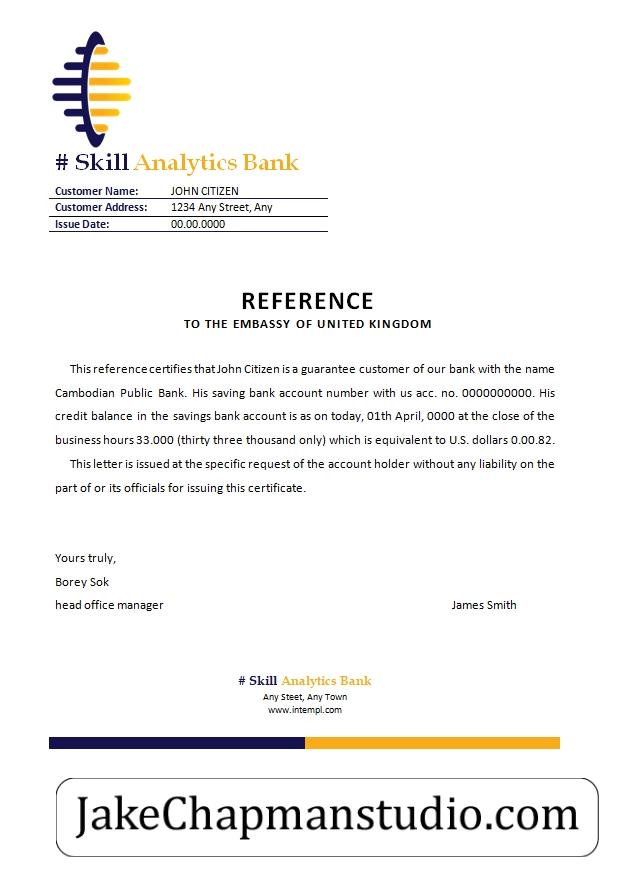 # Skill Analytics Bank
Customer Name: JOHN CITIZEN
Customer Address: 1234 Any Street, Any
Issue Date: 00.00.0000
REFERENCE
TO THE EMBASSY OF UNITED KINGDOM
This reference certifies that John Citizen is a guarantee customer of our bank with the name
Cambodian Public Bank. His saving bank account number with us acc. no. 0000000000. His
credit balance in the savings bank account is as on today, 01th April, 0000 at the close of the
business hours 33.000 (thirty three thousand only) which is equivalent to U.S. dollars 0.00.82.
This letter is issued at the specific request of the account holder without any liability on the
part of or its officials for issuing this certificate.
Yours truly,
Borey Sok
head office manager James Smith
# Skill Analytics Bank
Any Steet, Any Town
www.intempl.com
JakeChapmanstudio.com